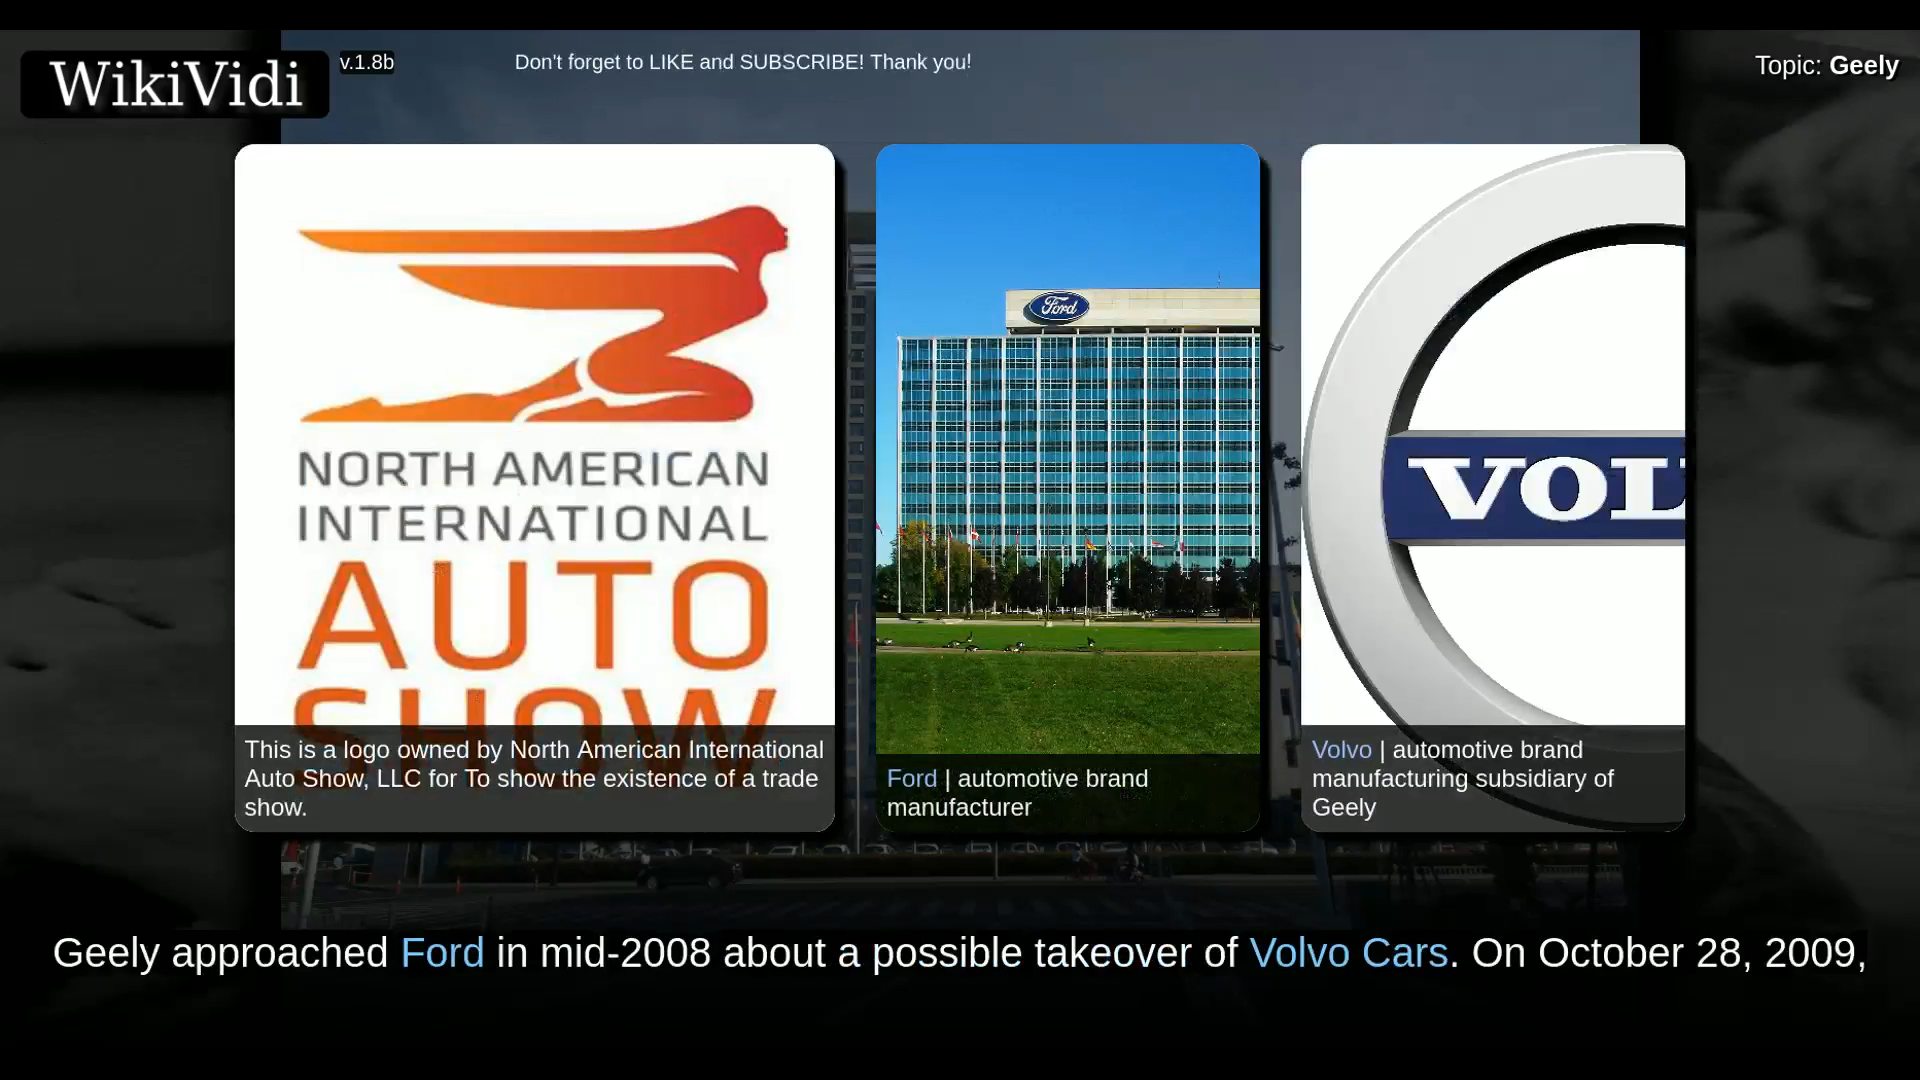 WikiVidi
v.1.8b
Don't forget to LIKE and SUBSCRIBE! Thank you!
Topic: Geely
NORTH AMERICAN
INTERNATIONAL
AUTO
SHOW
This is a logo owned by North American International
Auto Show, LLC for To show the existence of a trade
show.
Ford
Ford | automotive brand
manufacturer
VOL
Volvo | automotive brand
manufacturing subsidiary of
Geely
Geely approached Ford in mid-2008 about a possible takeover of Volvo Cars. On October 28, 2009,